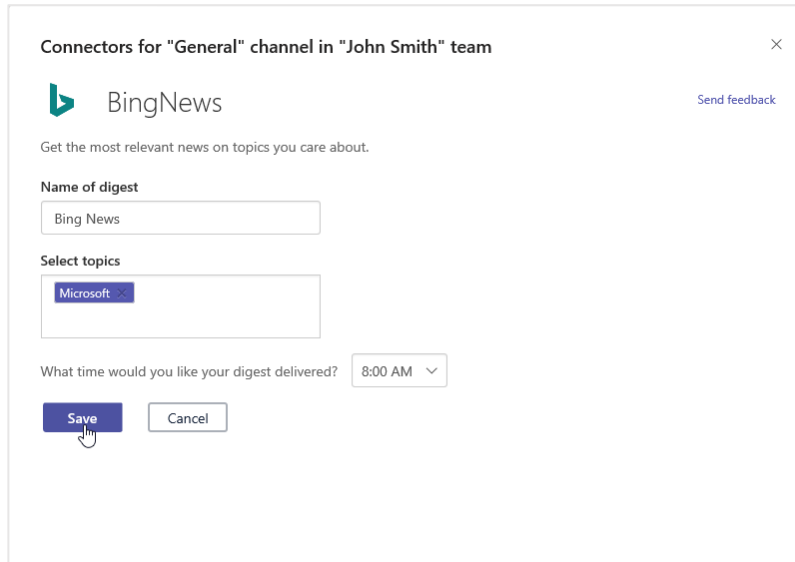 Connectors for "General" channel in "John Smith" team
BingNews
Send feedback
Get the most relevant news on topics you care about.
Name of digest
Bing News
Select topics
Microsoft
What time would you like your digest delivered? 8:00 AM
Save Cancel